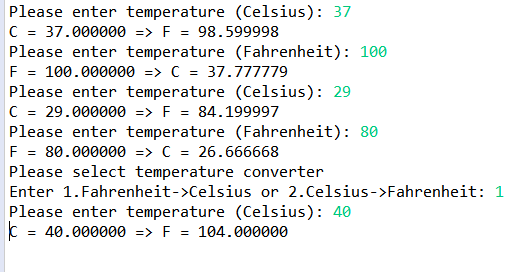 Please enter temperature (Celsius): 37
C = 37.000000 => F = 98.599998
Please enter temperature (Fahrenheit): 100
F = 100.000000 => C = 37.777779
Please enter temperature (Celsius): 29
C = 29.000000 => F = 84.199997
Please enter temperature (Fahrenheit): 80
F = 80.000000 => C = 26.666668
Please select temperature converter
Enter 1.Fahrenheit->Celsius or 2.Celsius->Fahrenheit: 1
Please enter temperature (Celsius): 40
C = 40.000000 => F = 104.000000